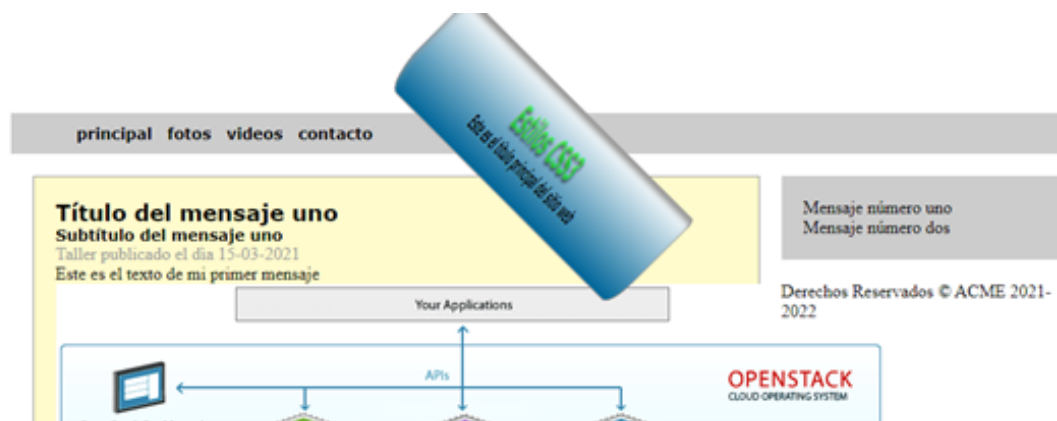 Estilos CSS3
Este es el título principal del sitio web
principal fotos videos contacto
Título del mensaje uno
Subtítulo del mensaje uno
Taller publicado el día 15-03-2021
Este es el texto de mi primer mensaje
Mensaje número uno
Mensaje número dos
Derechos Reservados © ACME 2021-
2022
Your Applications
APIs
OPENSTACK
CLOUD OPERATING SYSTEM